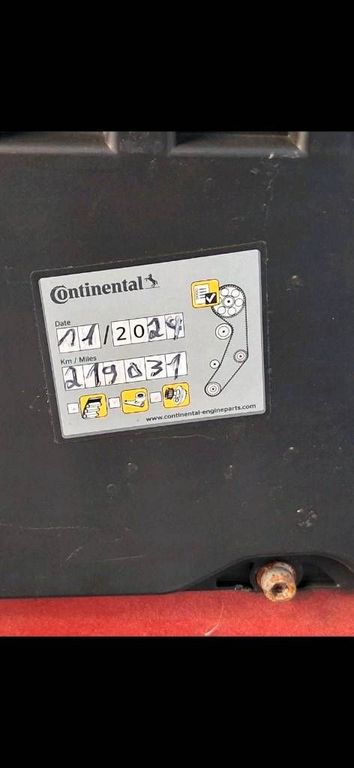 Continental
Date
11/2024
Km / Miles
219031
www.continental-engineparts.com